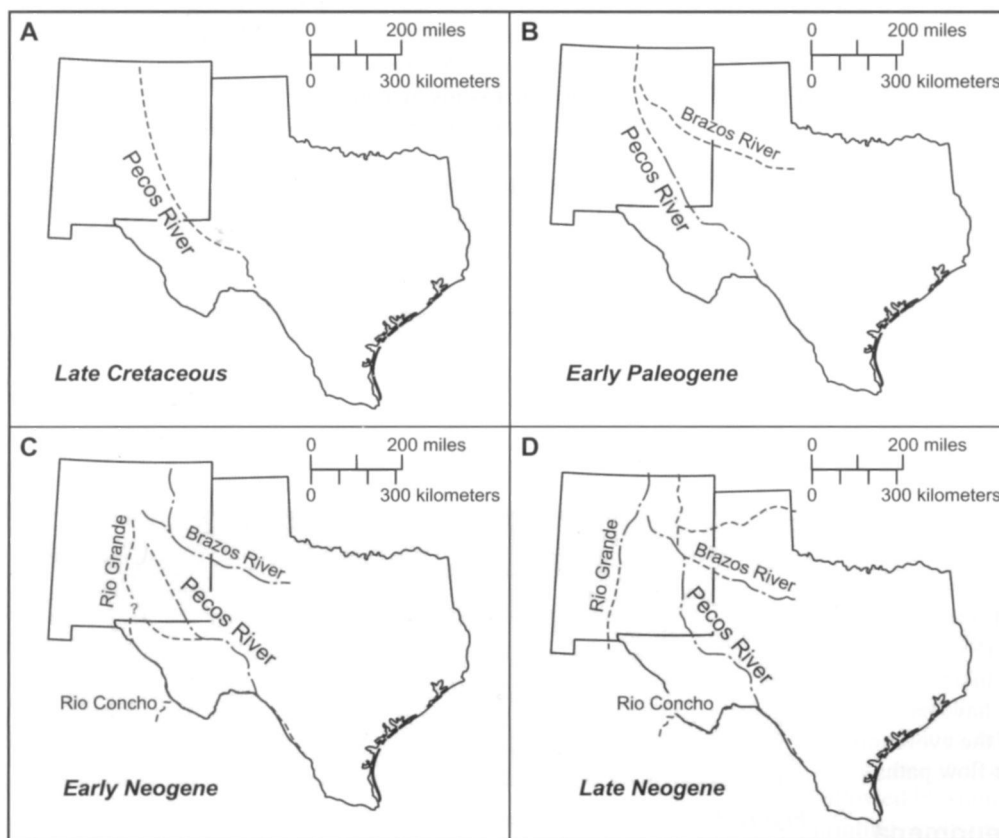 A
0 200 miles
0 300 kilometers
Pecos River
Late Cretaceous
B
0 200 miles
0 300 kilometers
Brazos River
Pecos River
Early Paleogene
C
0 200 miles
0 300 kilometers
Rio Grande
Brazos River
?
Pecos River
Rio Concho
Early Neogene
D
0 200 miles
0 300 kilometers
Rio Grande
Brazos River
Pecos River
Rio Concho
Late Neogene